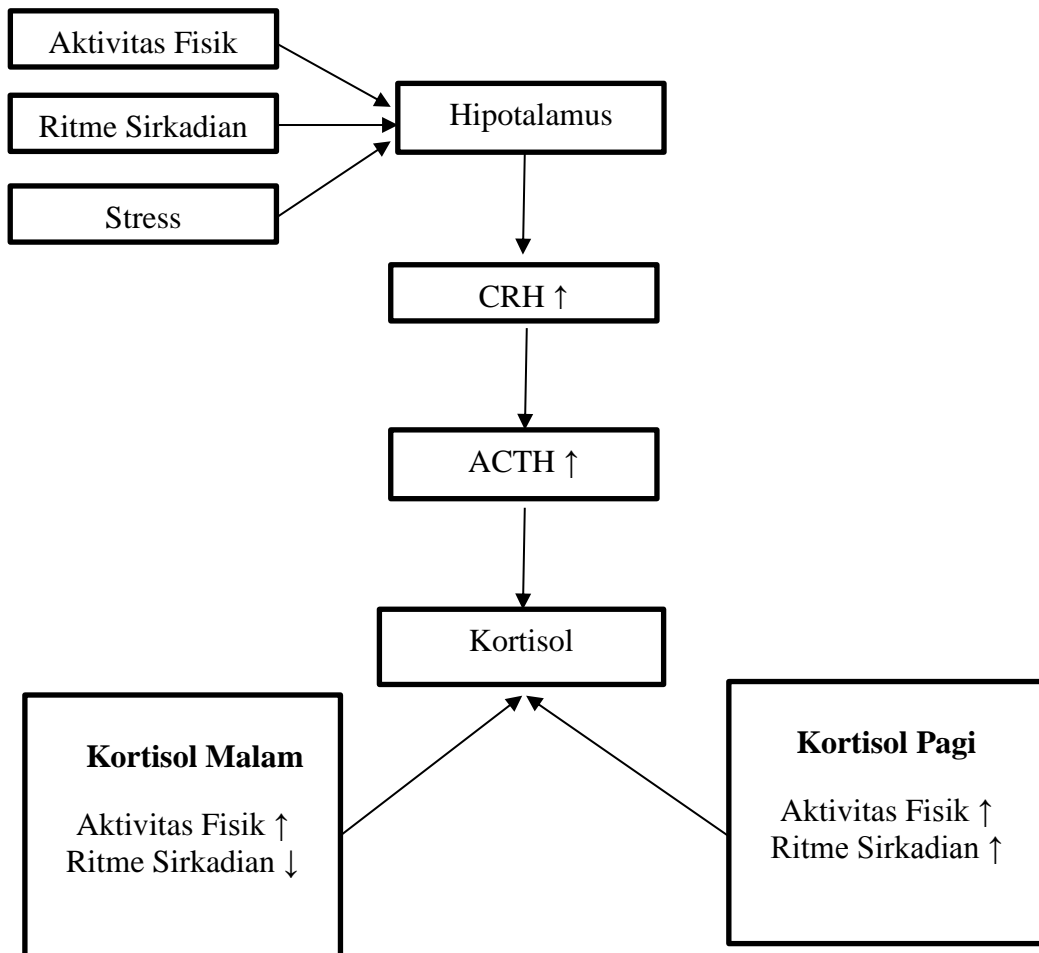 Aktivitas Fisik
Ritme Sirkadian
Stress
Hipotalamus
CRH ↑
ACTH ↑
Kortisol
Kortisol Malam
Aktivitas Fisik ↑
Ritme Sirkadian ↓
Kortisol Pagi
Aktivitas Fisik ↑
Ritme Sirkadian ↑